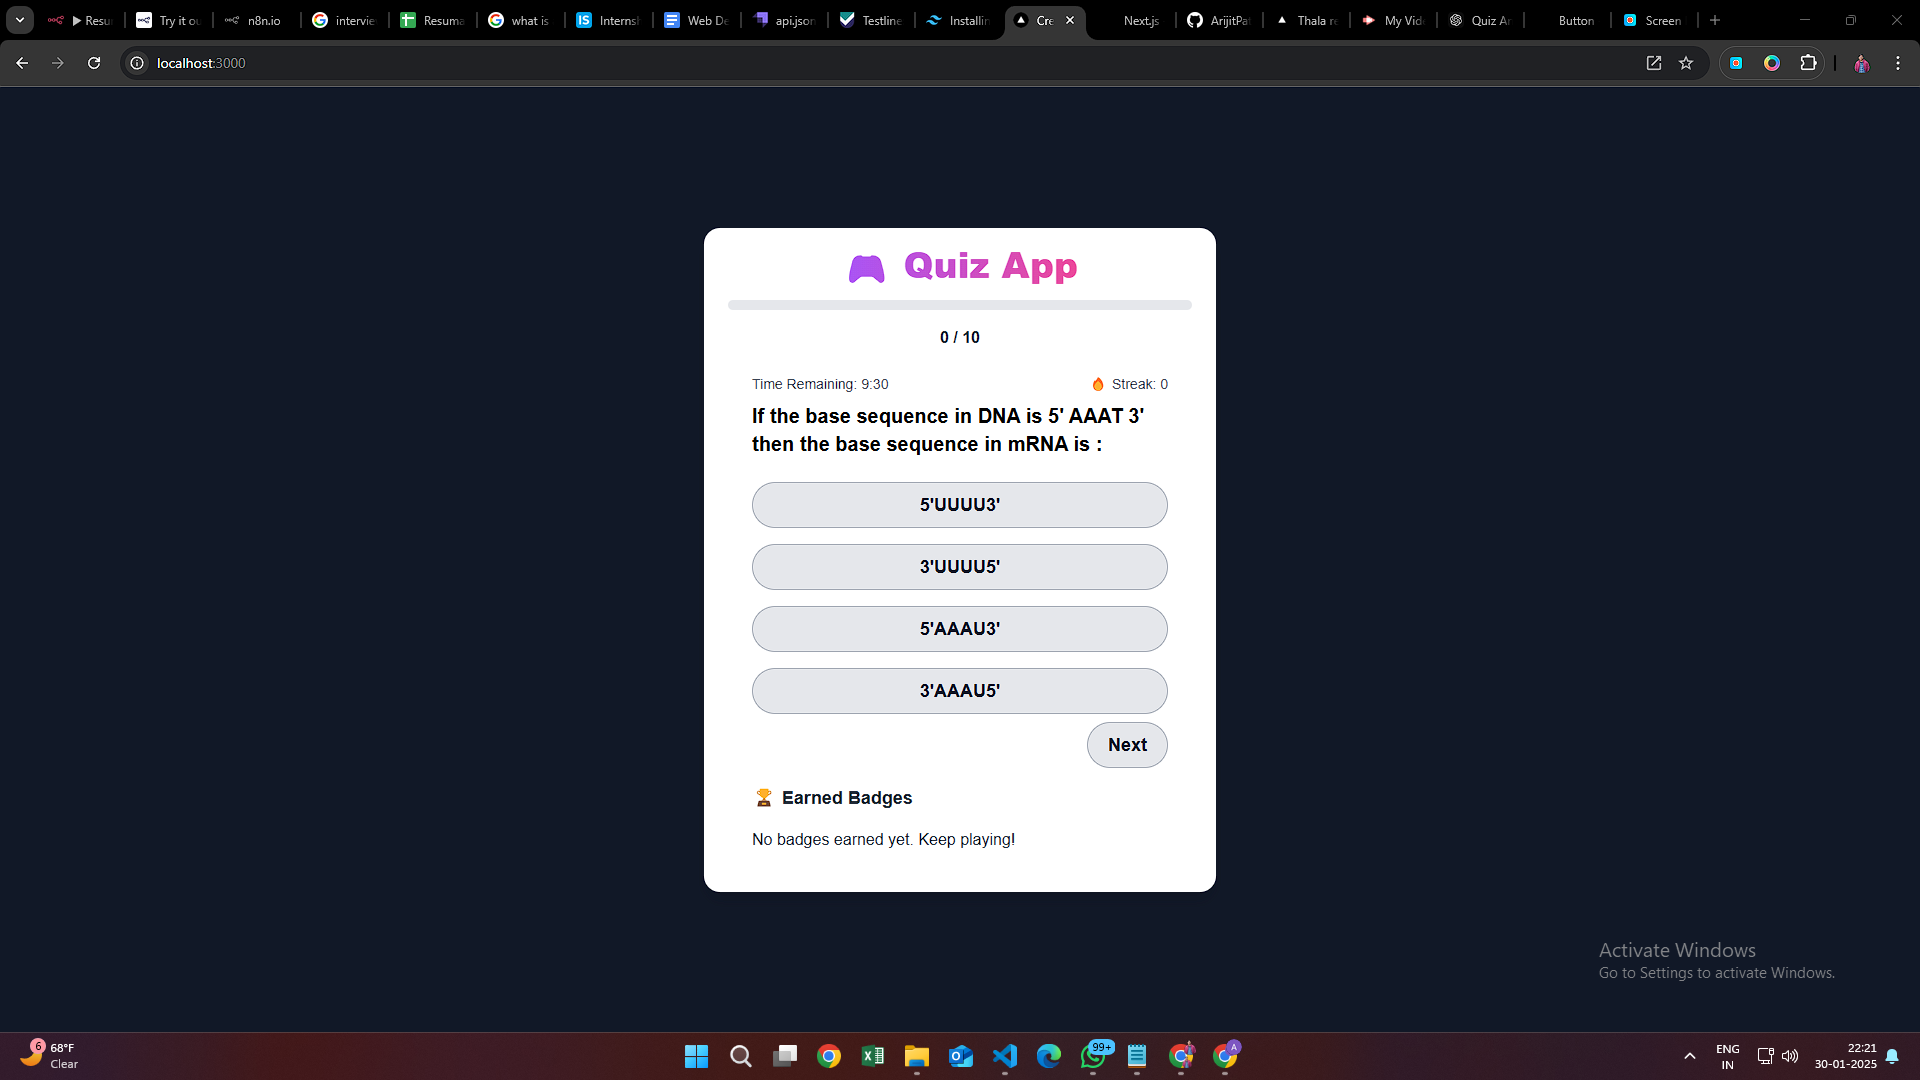 Resu
Try it ou
n8n.io
intervie
Resuma
what is
Interns
Web De
api.json
Testline
Installin
Cre
Next.js
ArijitPat
Thala re
My Vid
Quiz Ar
Button
Screen
localhost:3000
Quiz App
0 / 10
Time Remaining: 9:30
Streak: 0
If the base sequence in DNA is 5' AAAT 3'
then the base sequence in mRNA is :
5'UUUU3'
3'UUUU5'
5'AAAU3'
3'AAAU5'
Next
Earned Badges
No badges earned yet. Keep playing!
Activate Windows
Go to Settings to activate Windows.
6
68°F
Clear
99+
A
ENG
IN
22:21
30-01-2025